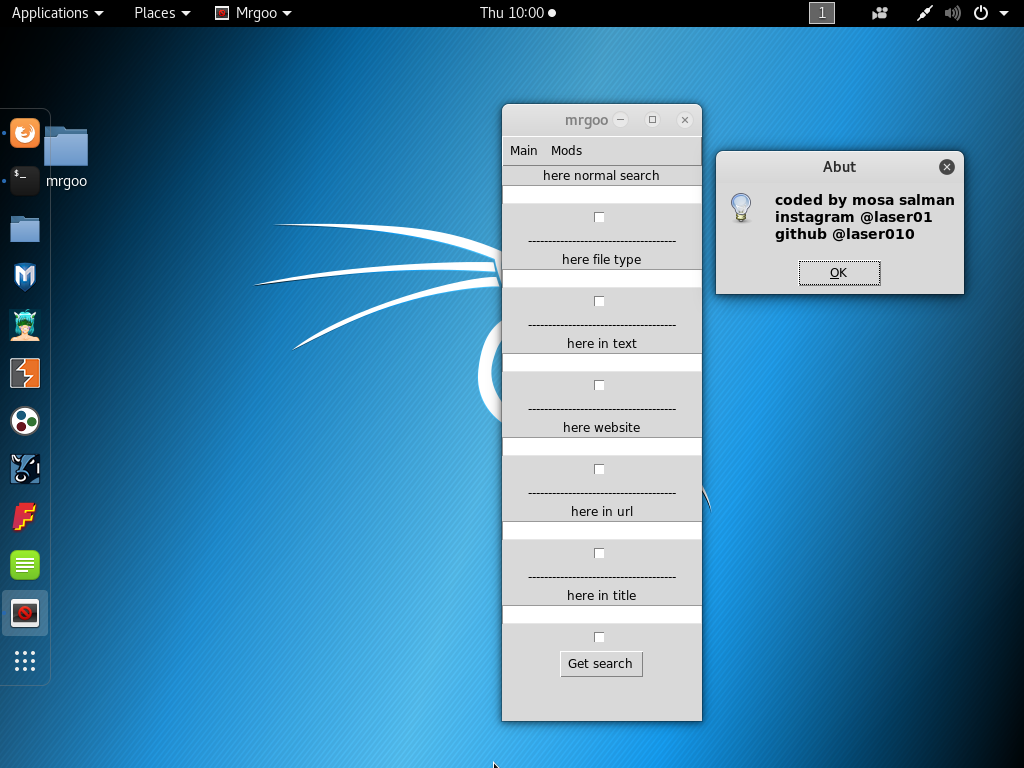 Applications Places Mrgoo Thu 10:00 1
mrgoo
mrgoo
Main Mods
here normal search
------------------------------------
here file type
------------------------------------
here in text
------------------------------------
here website
------------------------------------
here in url
------------------------------------
here in title
Get search
Abut
coded by mosa salman
instagram @laser01
github @laser010
OK